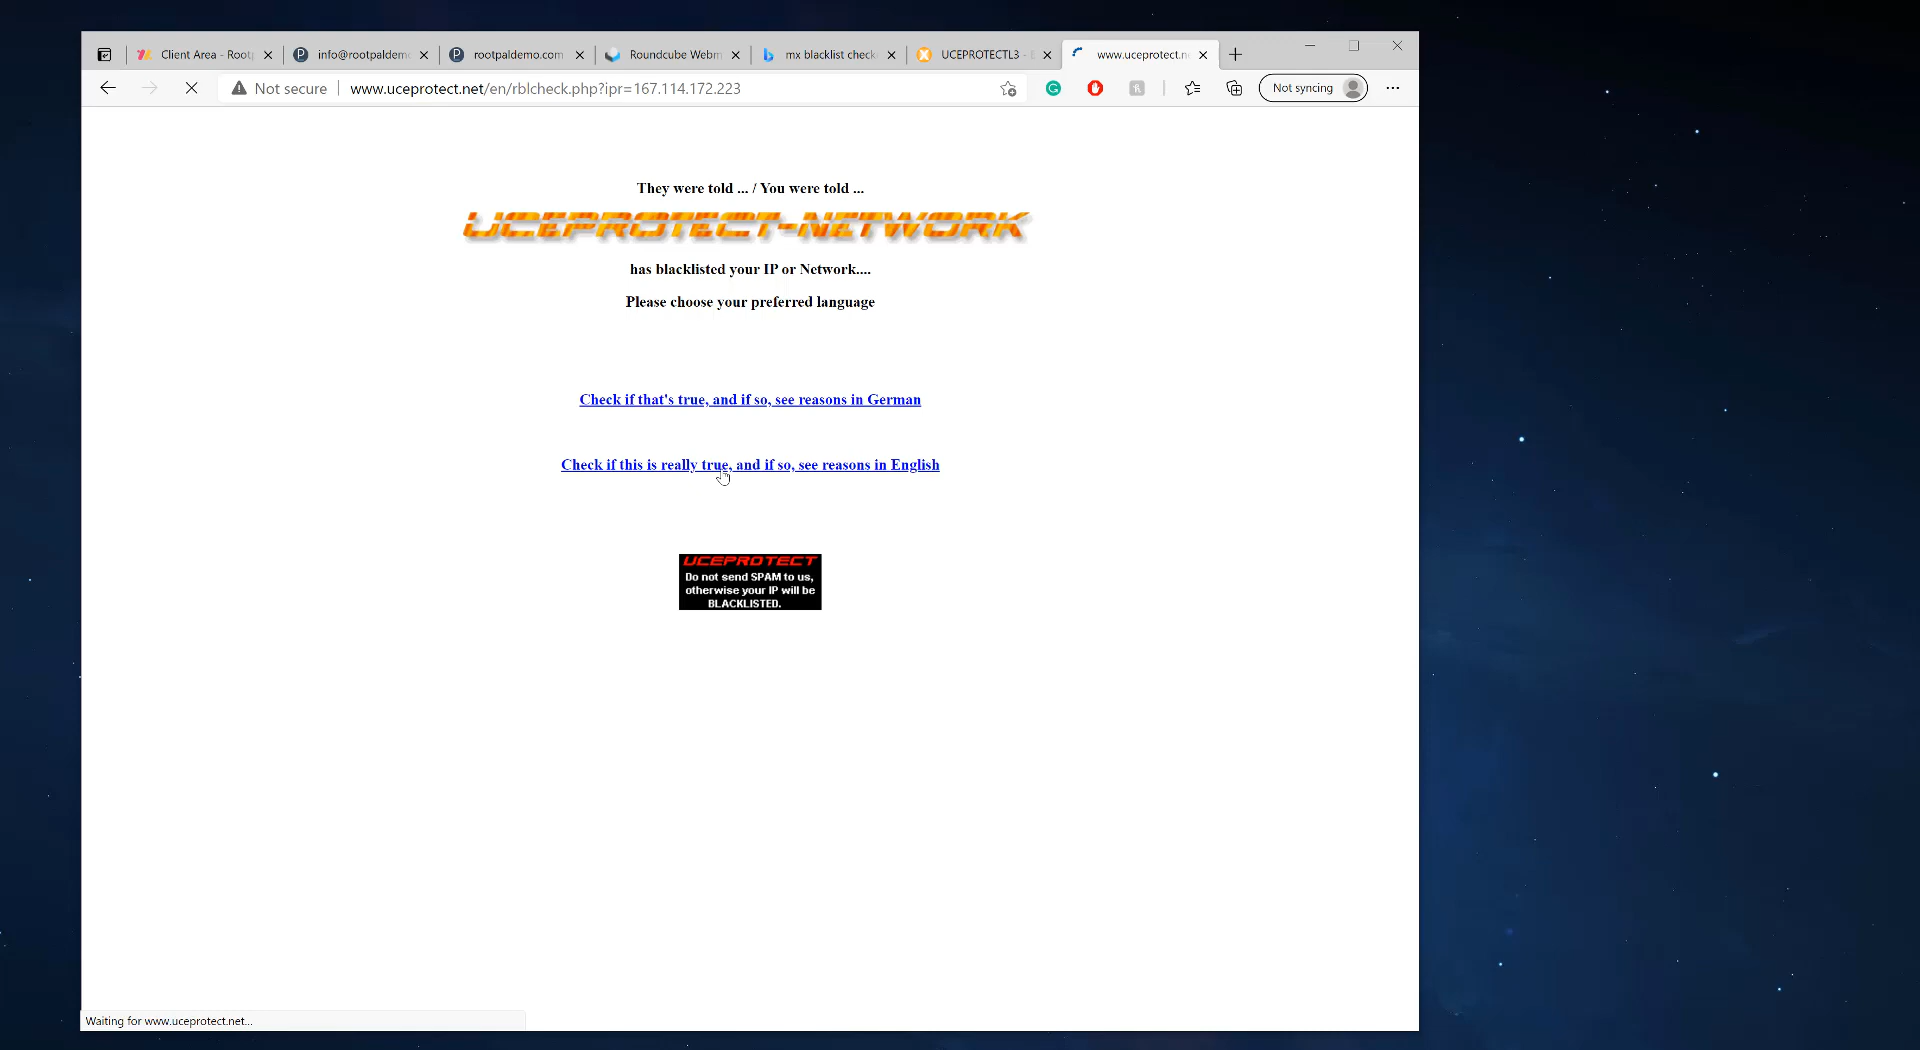 Client Area - Rootp
info@rootpaldemo
rootpaldemo.com
Roundcube Webm
mx blacklist check
UCEPROTECTL3 -
www.uceprotect.ne
Not secure
www.uceprotect.net/en/rblcheck.php?ipr=167.114.172.223
Not syncing
They were told ... / You were told ...
UCEPROTECT-NETWORK
has blacklisted your IP or Network....
Please choose your preferred language
Check if that's true, and if so, see reasons in German
Check if this is really true, and if so, see reasons in English
UCEPROTECT
Do not send SPAM to us,
otherwise your IP will be
BLACKLISTED.
Waiting for www.uceprotect.net...